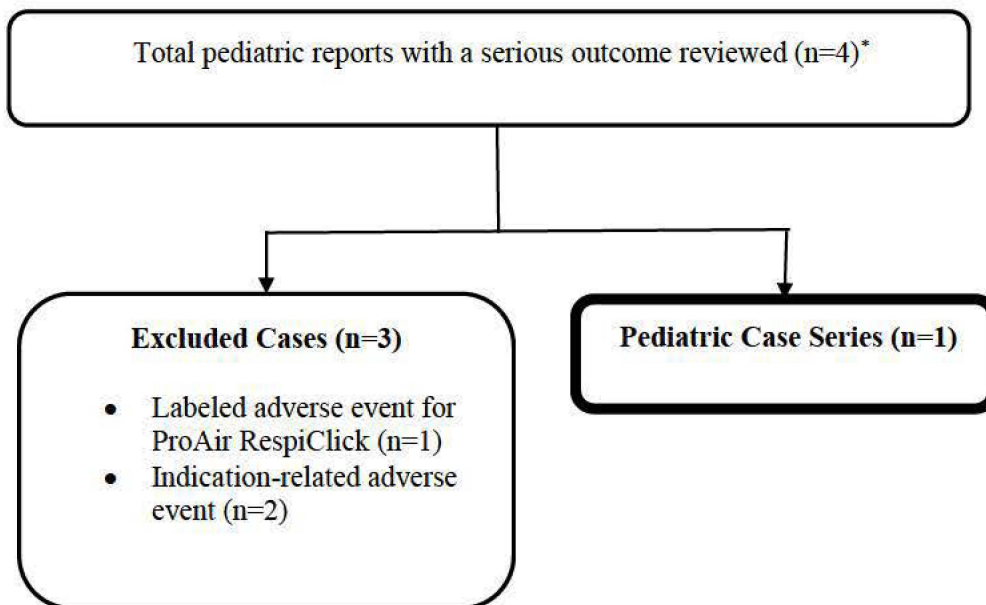 Total pediatric reports with a serious outcome reviewed (n=4)*
Excluded Cases (n=3)
• Labeled adverse event for
ProAir RespiClick (n=1)
• Indication-related adverse
event (n=2)
Pediatric Case Series (n=1)